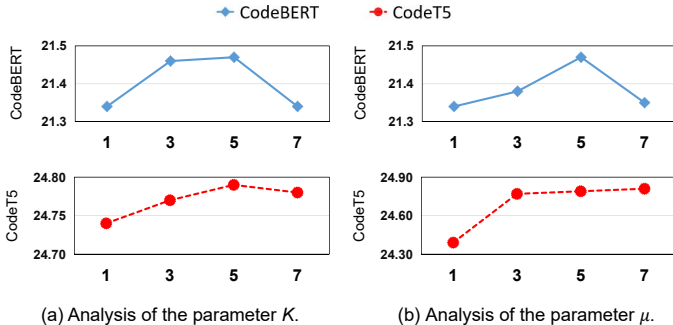 CodeBERT CodeT5
CodeBERT
21.5
21.4
21.3
1 3 5 7
CodeBERT
21.5
21.4
21.3
1 3 5 7
CodeT5
24.80
24.75
24.70
1 3 5 7
CodeT5
24.90
24.60
24.30
1 3 5 7
(a) Analysis of the parameter K.
(b) Analysis of the parameter μ.